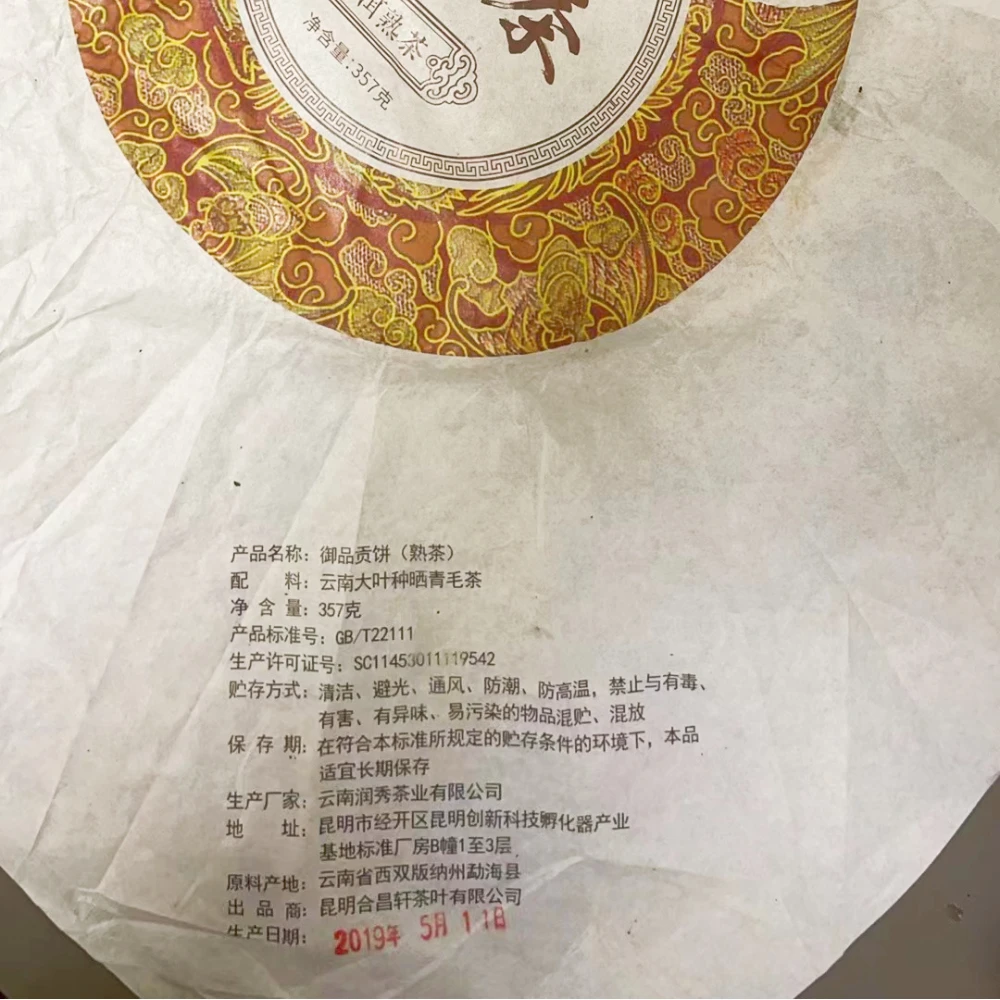 洱熟茶
净含量:357克
产品名称：御品贡饼（熟茶）
配 料：云南大叶种晒青毛茶
净 含 量：357克
产品标准号：GB/T22111
生产许可证号：SC11453011119542
贮存方式：清洁、避光、通风、防潮、防高温，禁止与有毒、
有害、有异味、易污染的物品混贮、混放
保 存 期：在符合本标准所规定的贮存条件的环境下，本品
适宜长期保存
生产厂家：云南润秀茶业有限公司
地 址：昆明市经开区昆明创新科技孵化器产业
基地标准厂房B幢1至3层
原料产地：云南省西双版纳州勐海县
出 品 商：昆明合昌轩茶叶有限公司
生产日期：2019年 5月 11日